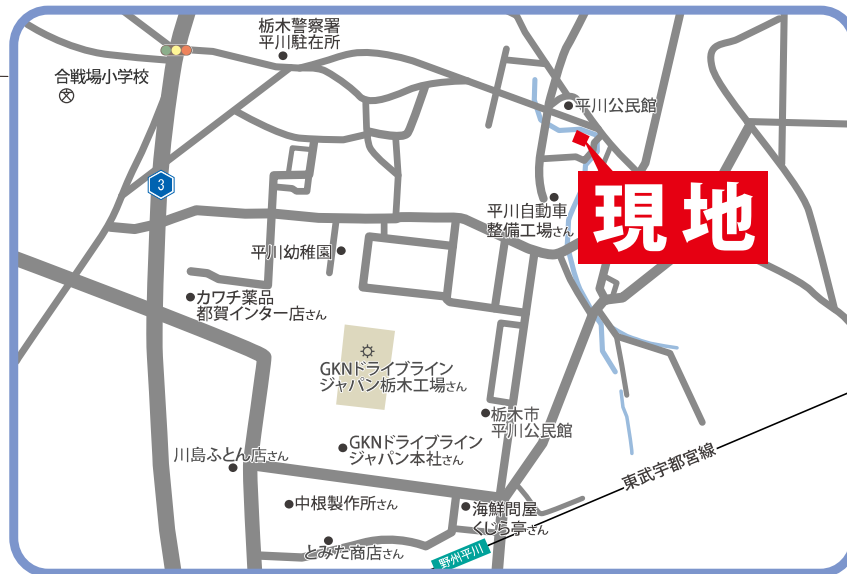 栃木警察署
平川駐在所
合戦場小学校
文
平川公民館
3
現地
平川自動車
整備工場さん
平川幼稚園
カワチ薬品
都賀インター店さん
GKNドライブライン
ジャパン栃木工場さん
栃木市
平川公民館
GKNドライブライン
ジャパン本社さん
川島ふとん店さん
東武宇都宮線
中根製作所さん
海鮮問屋
くじら亭さん
とみた商店さん
野州平川